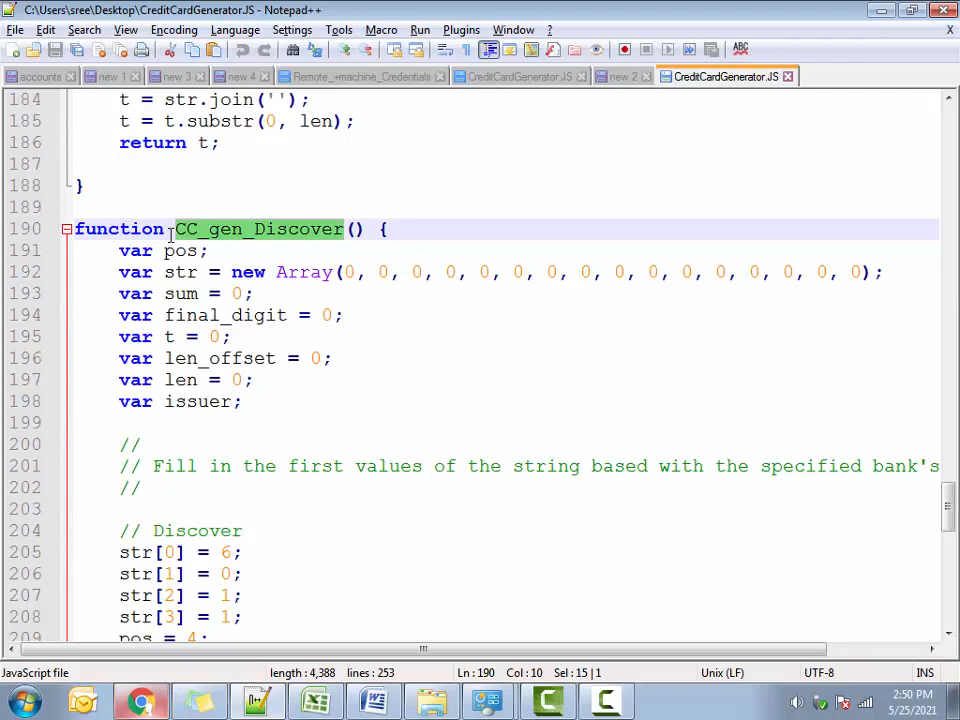 C:\Users\sree\Desktop\CreditCardGenerator.JS - Notepad++
File Edit Search View Encoding Language Settings Tools Macro Run Plugins Window ? X
accounts new 1 new 3 new 4 Remote_+machine_Credentials CreditCardGenerator.JS new 2 CreditCardGenerator.JS
184 t = str.join('');
185 t = t.substr(0, len);
186 return t;
187
188 }
189
190 function CC_gen_Discover() {
191 var pos;
192 var str = new Array(0, 0, 0, 0, 0, 0, 0, 0, 0, 0, 0, 0, 0, 0, 0, 0);
193 var sum = 0;
194 var final_digit = 0;
195 var t = 0;
196 var len_offset = 0;
197 var len = 0;
198 var issuer;
199
200 //
201 // Fill in the first values of the string based with the specified bank's
202 //
203
204 // Discover
205 str[0] = 6;
206 str[1] = 0;
207 str[2] = 1;
208 str[3] = 1;
209 pos = 4;
JavaScript file length : 4,388 lines : 253 Ln : 190 Col : 10 Sel : 15 | 1 Unix (LF) UTF-8 INS
2:50 PM
5/25/2021